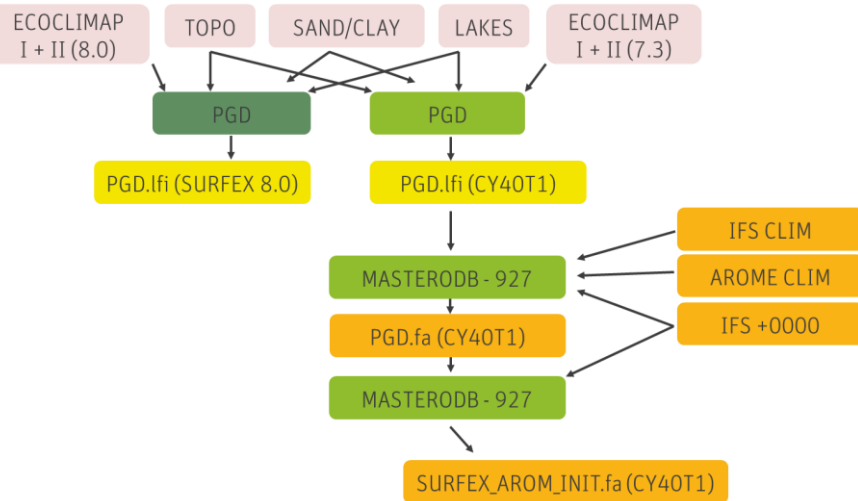 ECOCLIMAP
I + II (8.0)
TOPO
SAND/CLAY
LAKES
ECOCLIMAP
I + II (7.3)
PGD
PGD
PGD.lfi (SURFEX 8.0)
PGD.lfi (CY40T1)
IFS CLIM
MASTERODB - 927
AROME CLIM
PGD.fa (CY40T1)
IFS +0000
MASTERODB - 927
SURFEX_AROM_INIT.fa (CY40T1)